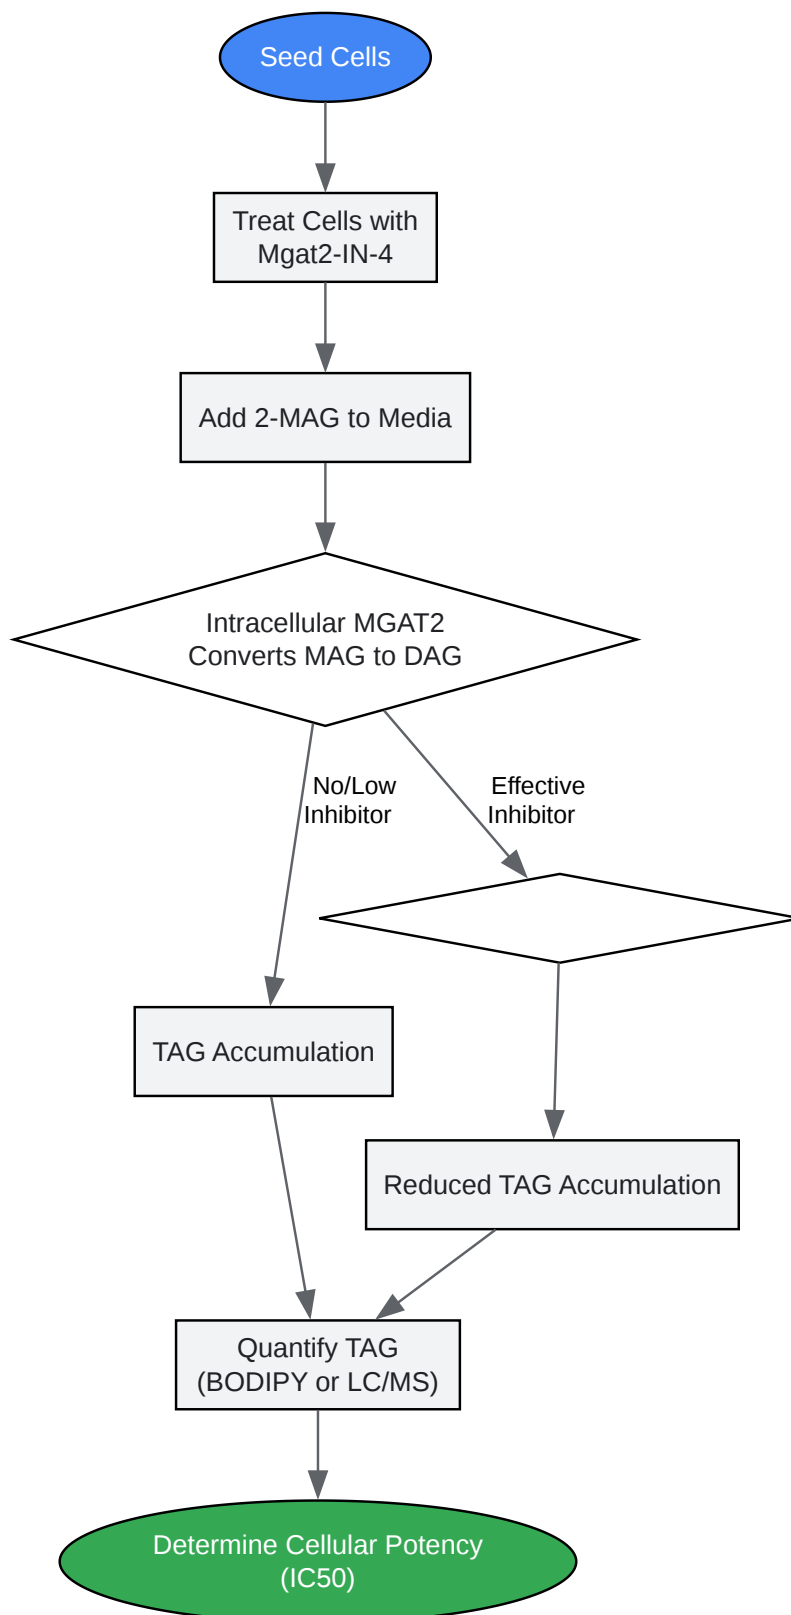 Seed Cells
Treat Cells with
Mgat2-IN-4
Add 2-MAG to Media
Intracellular MGAT2
Converts MAG to DAG
No/Low
Inhibitor
Effective
Inhibitor
TAG Accumulation
Reduced TAG Accumulation
Quantify TAG
(BODIPY or LC/MS)
Determine Cellular Potency
(IC50)